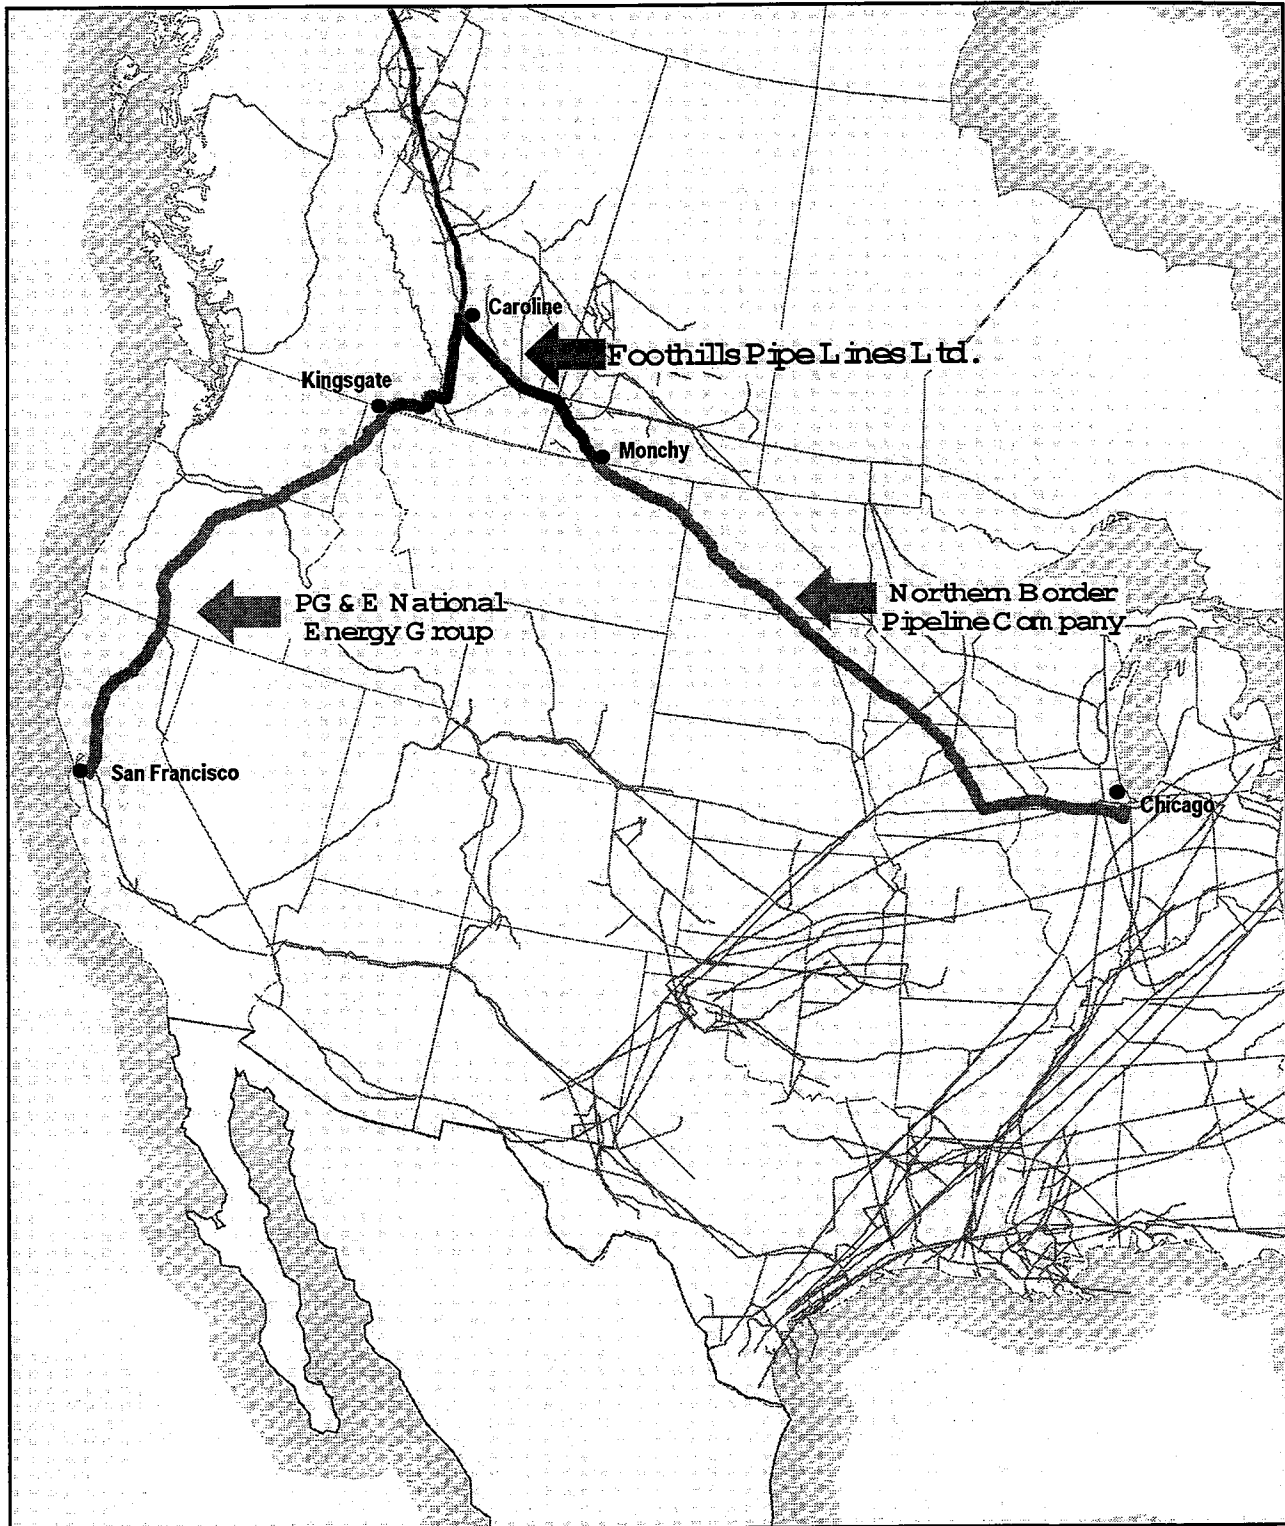 Caroline
Foothills Pipe Lines Ltd.
Kingsgate
Monchy
PG & E National
Energy Group
Northern Border
Pipeline Company
San Francisco
Chicago